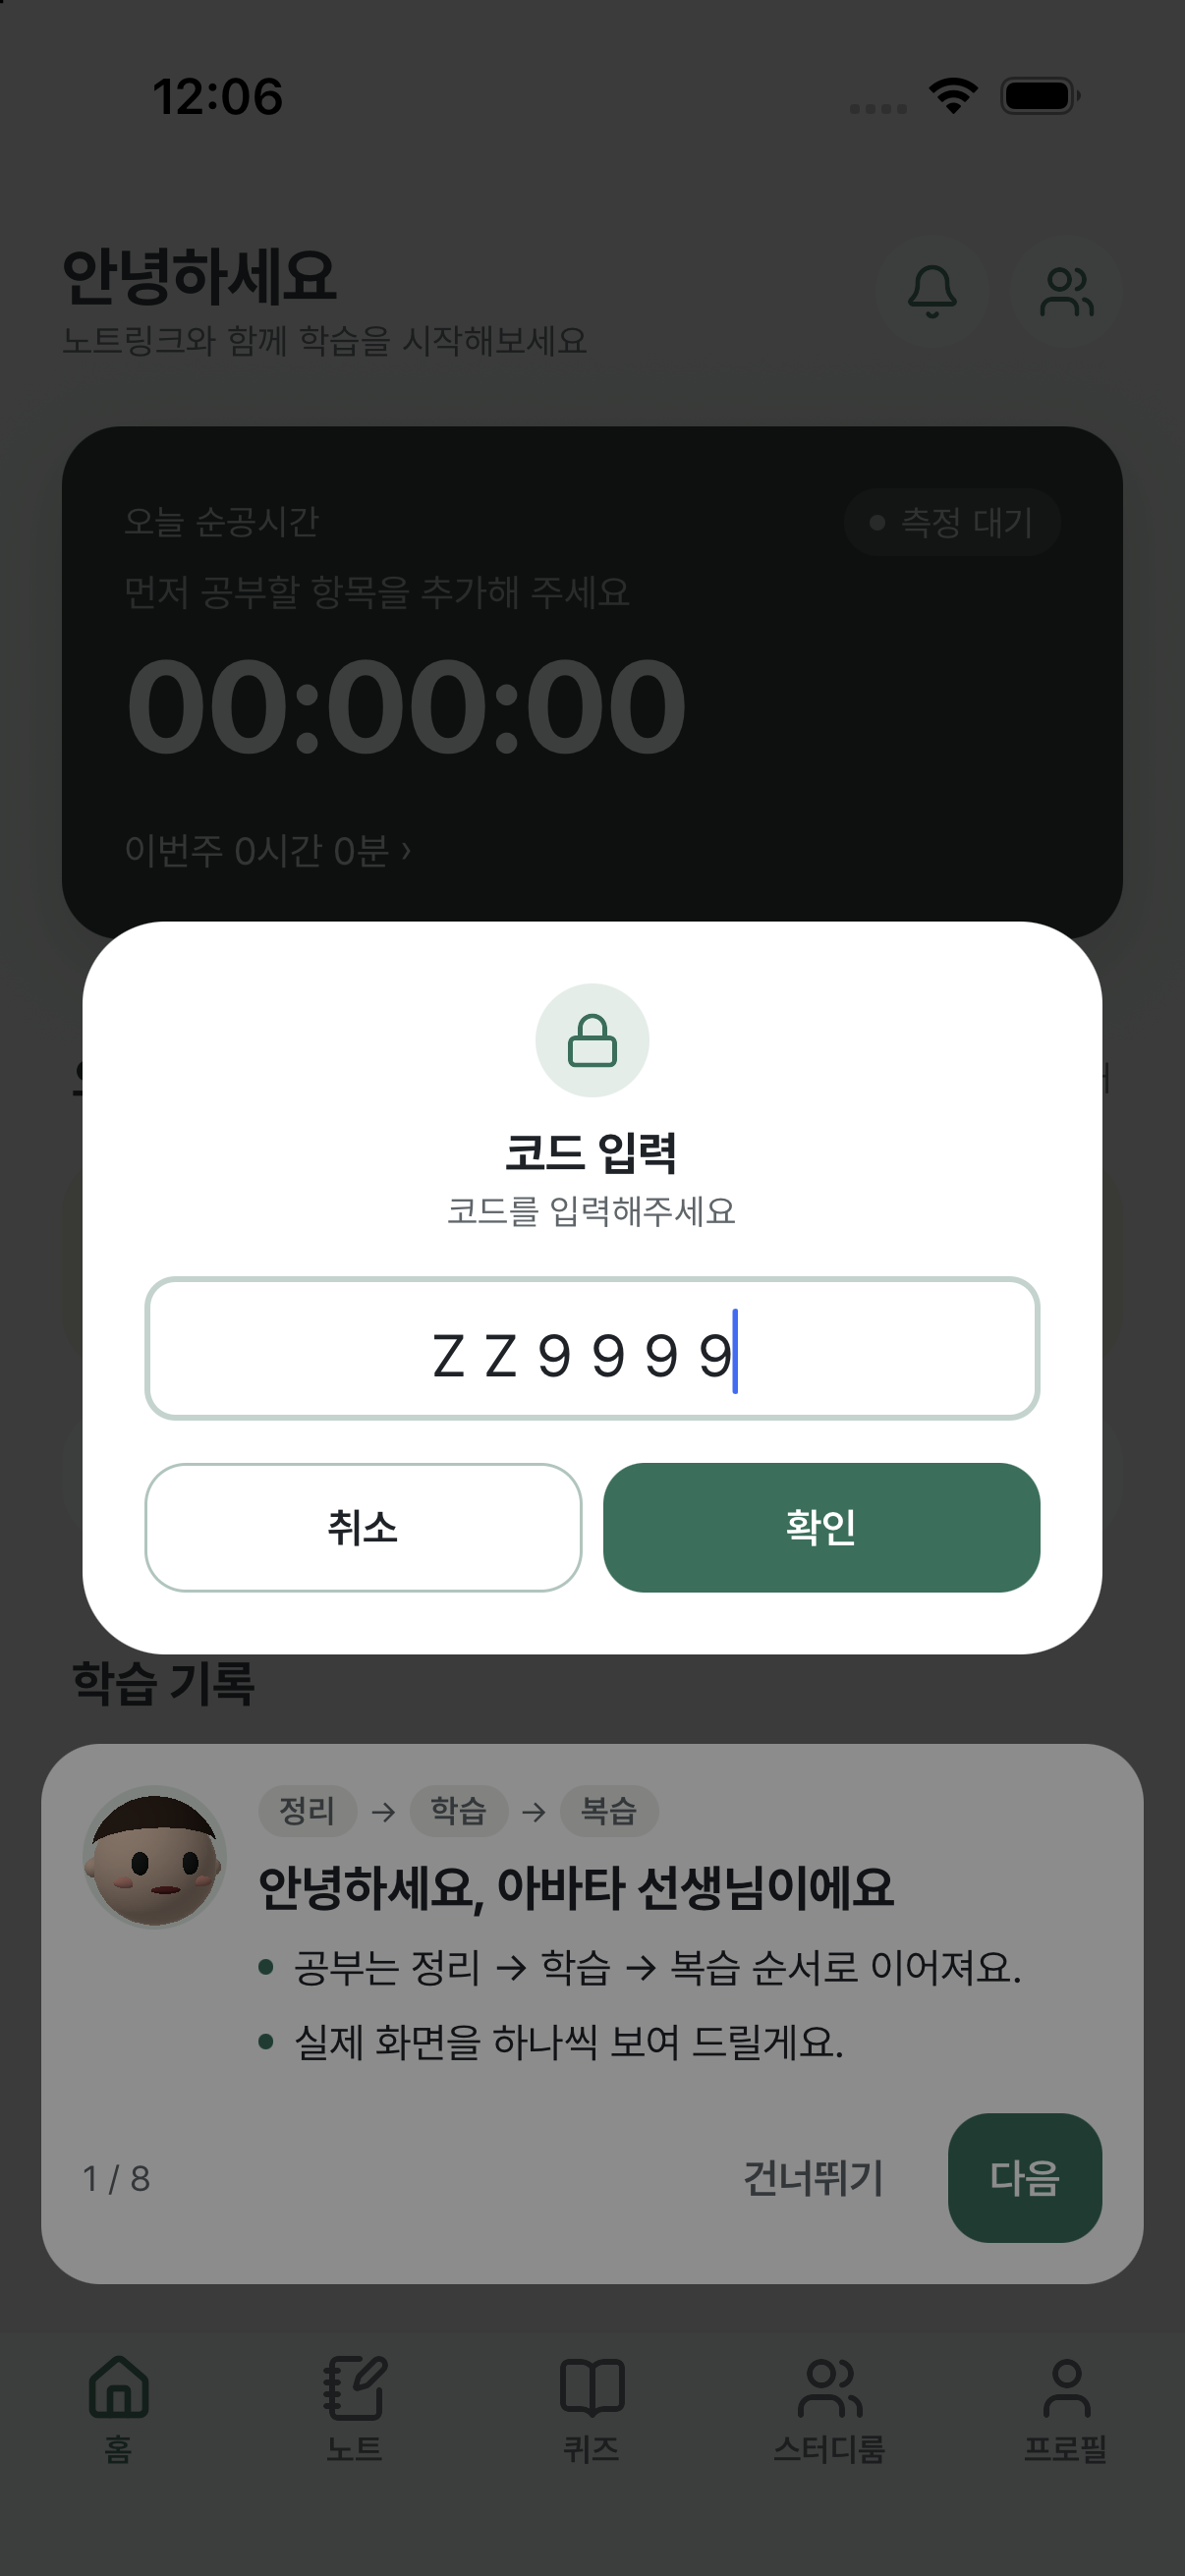 12:06
안녕하세요
노트링크와 함께 학습을 시작해보세요
오늘 순공시간
측정 대기
먼저 공부할 항목을 추가해 주세요
00:00:00
이번주 0시간 0분 ›
코드 입력
코드를 입력해주세요
ZZ9999
취소
확인
학습 기록
정리 → 학습 → 복습
안녕하세요, 아바타 선생님이에요
공부는 정리 → 학습 → 복습 순서로 이어져요.
실제 화면을 하나씩 보여 드릴게요.
1 / 8
건너뛰기
다음
홈
노트
퀴즈
스터디룸
프로필